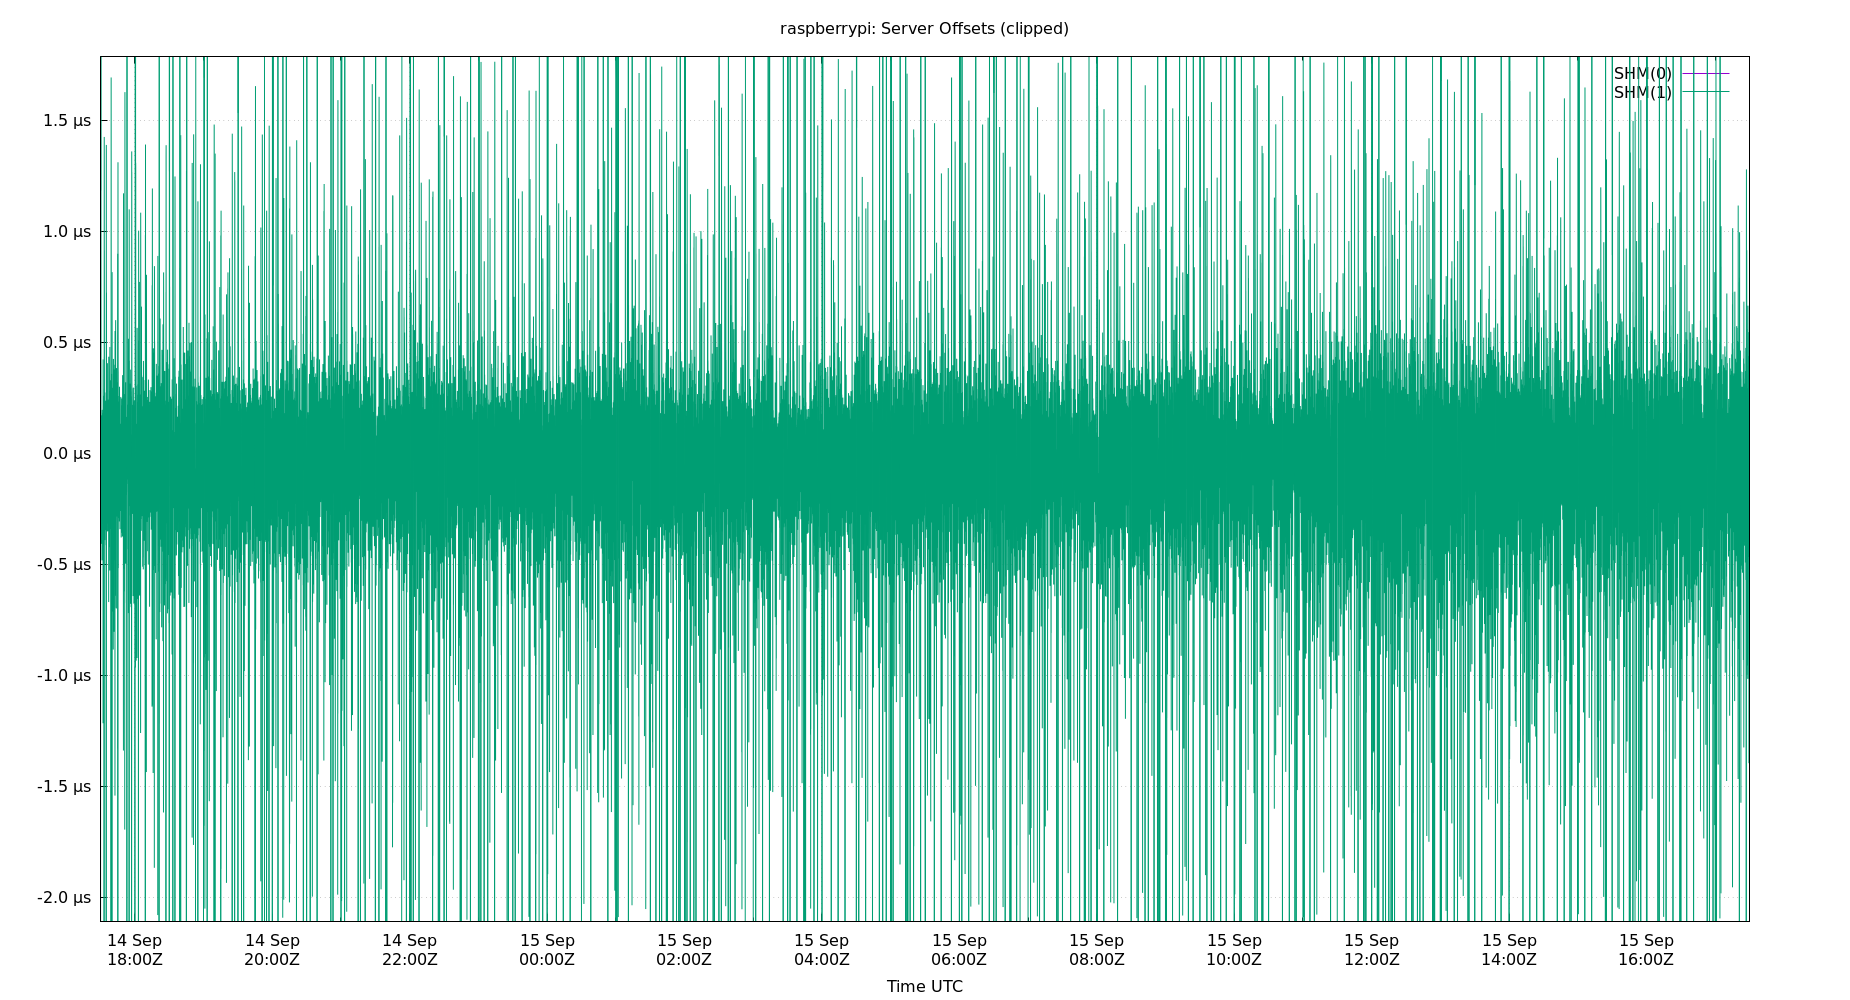 raspberrypi: Server Offsets (clipped)
SHM(0)
SHM(1)
1.5 µs
1.0 µs
0.5 µs
0.0 µs
-0.5 µs
-1.0 µs
-1.5 µs
-2.0 µs
14 Sep 14 Sep 14 Sep 15 Sep 15 Sep 15 Sep 15 Sep 15 Sep 15 Sep 15 Sep 15 Sep 15 Sep
18:00Z 20:00Z 22:00Z 00:00Z 02:00Z 04:00Z 06:00Z 08:00Z 10:00Z 12:00Z 14:00Z 16:00Z
Time UTC